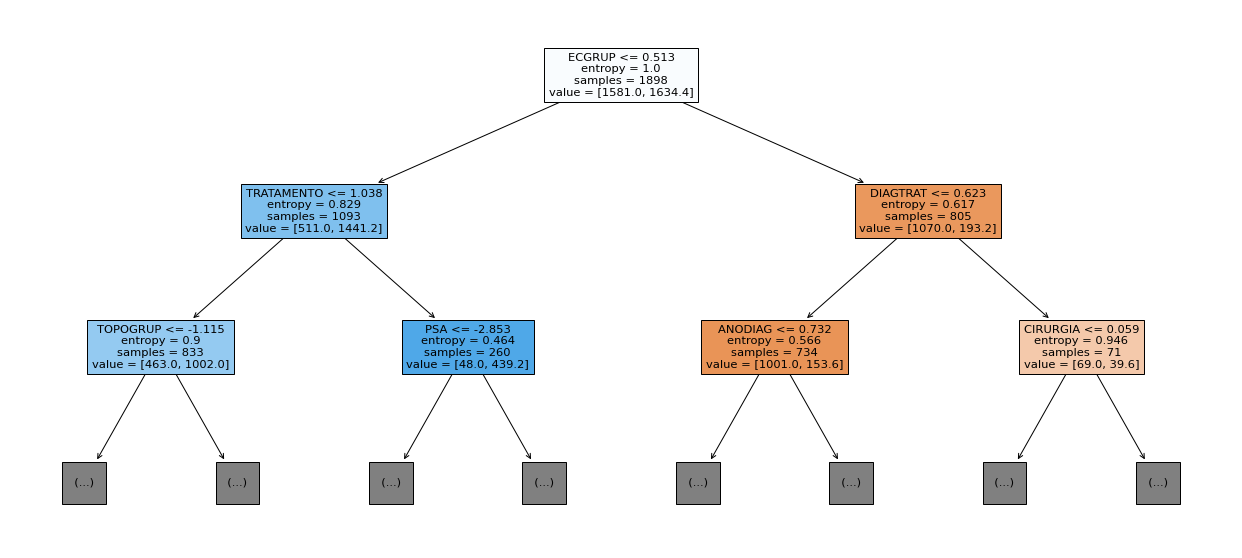 ECGRUP <= 0.513
entropy = 1.0
samples = 1898
value = [1581.0, 1634.4]
TRATAMENTO <= 1.038
entropy = 0.829
samples = 1093
value = [511.0, 1441.2]
DIAGTRAT <= 0.623
entropy = 0.617
samples = 805
value = [1070.0, 193.2]
TOPOGRUP <= -1.115
entropy = 0.9
samples = 833
value = [463.0, 1002.0]
PSA <= -2.853
entropy = 0.464
samples = 260
value = [48.0, 439.2]
ANODIAG <= 0.732
entropy = 0.566
samples = 734
value = [1001.0, 153.6]
CIRURGIA <= 0.059
entropy = 0.946
samples = 71
value = [69.0, 39.6]
(...)
(...)
(...)
(...)
(...)
(...)
(...)
(...)